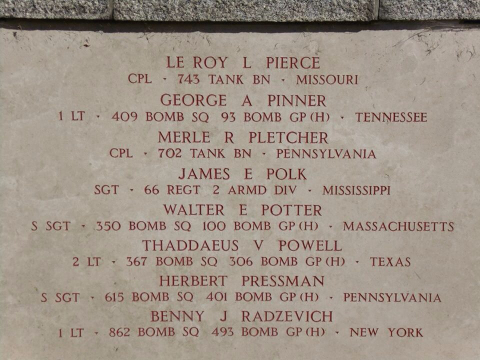 LE ROY L PIERCE
CPL · 743 TANK BN · MISSOURI
GEORGE A PINNER
1 LT · 409 BOMB SQ 93 BOMB GP (H) · TENNESSEE
MERLE R PLETCHER
CPL · 702 TANK BN · PENNSYLVANIA
JAMES E POLK
SGT · 66 REGT 2 ARMD DIV · MISSISSIPPI
WALTER E POTTER
S SGT · 350 BOMB SQ 100 BOMB GP (H) · MASSACHUSETTS
THADDAEUS V POWELL
2 LT · 367 BOMB SQ 306 BOMB GP (H) · TEXAS
HERBERT PRESSMAN
S SGT · 615 BOMB SQ 401 BOMB GP (H) · PENNSYLVANIA
BENNY J RADZEVICH
1 LT · 862 BOMB SQ 493 BOMB GP (H) · NEW YORK